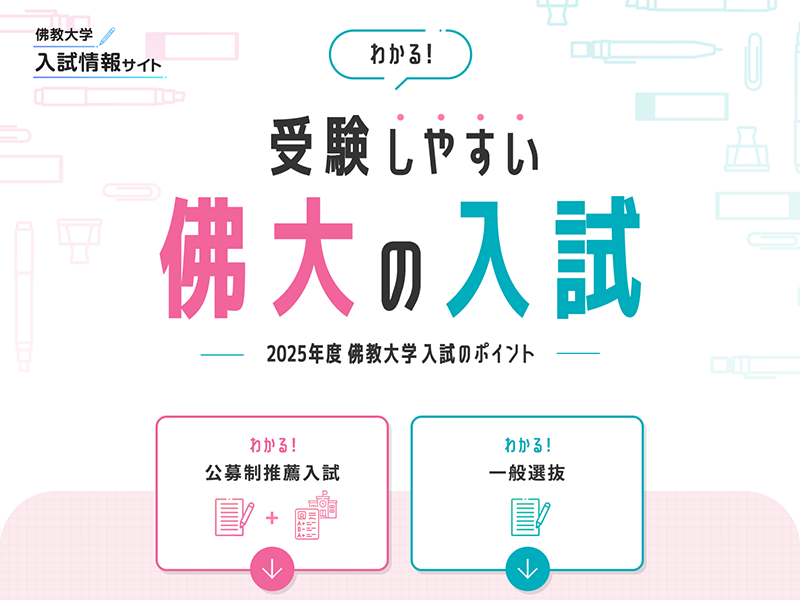 佛教大学
入試情報サイト
わかる!
受験しやすい
佛大の入試
2025年度 佛教大学 入試のポイント
わかる!
公募制推薦入試
わかる!
一般選抜